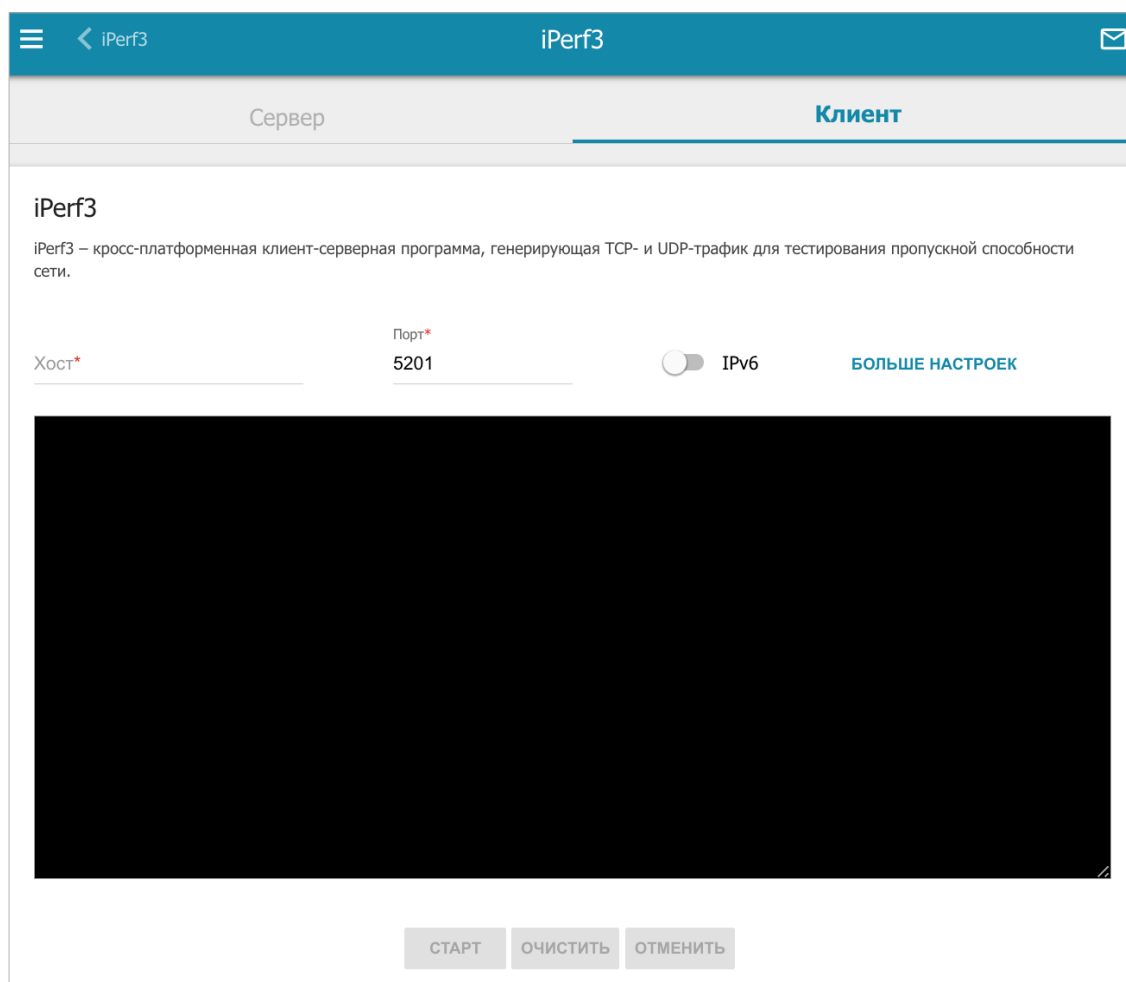 iPerf3
iPerf3
Сервер
Клиент
iPerf3
iPerf3 – кросс-платформенная клиент-серверная программа, генерирующая TCP- и UDP-трафик для тестирования пропускной способности
сети.
Хост*
Порт*
5201
IPv6
БОЛЬШЕ НАСТРОЕК
СТАРТ
ОЧИСТИТЬ
ОТМЕНИТЬ